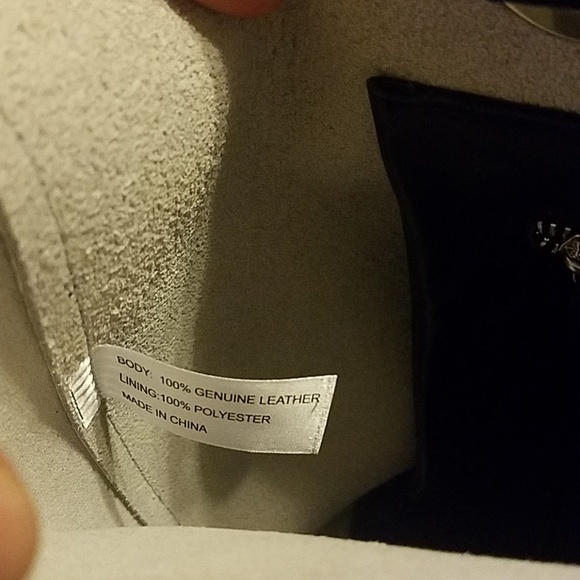 BODY: 100% GENUINE LEATHER
LINING:100% POLYESTER
MADE IN CHINA